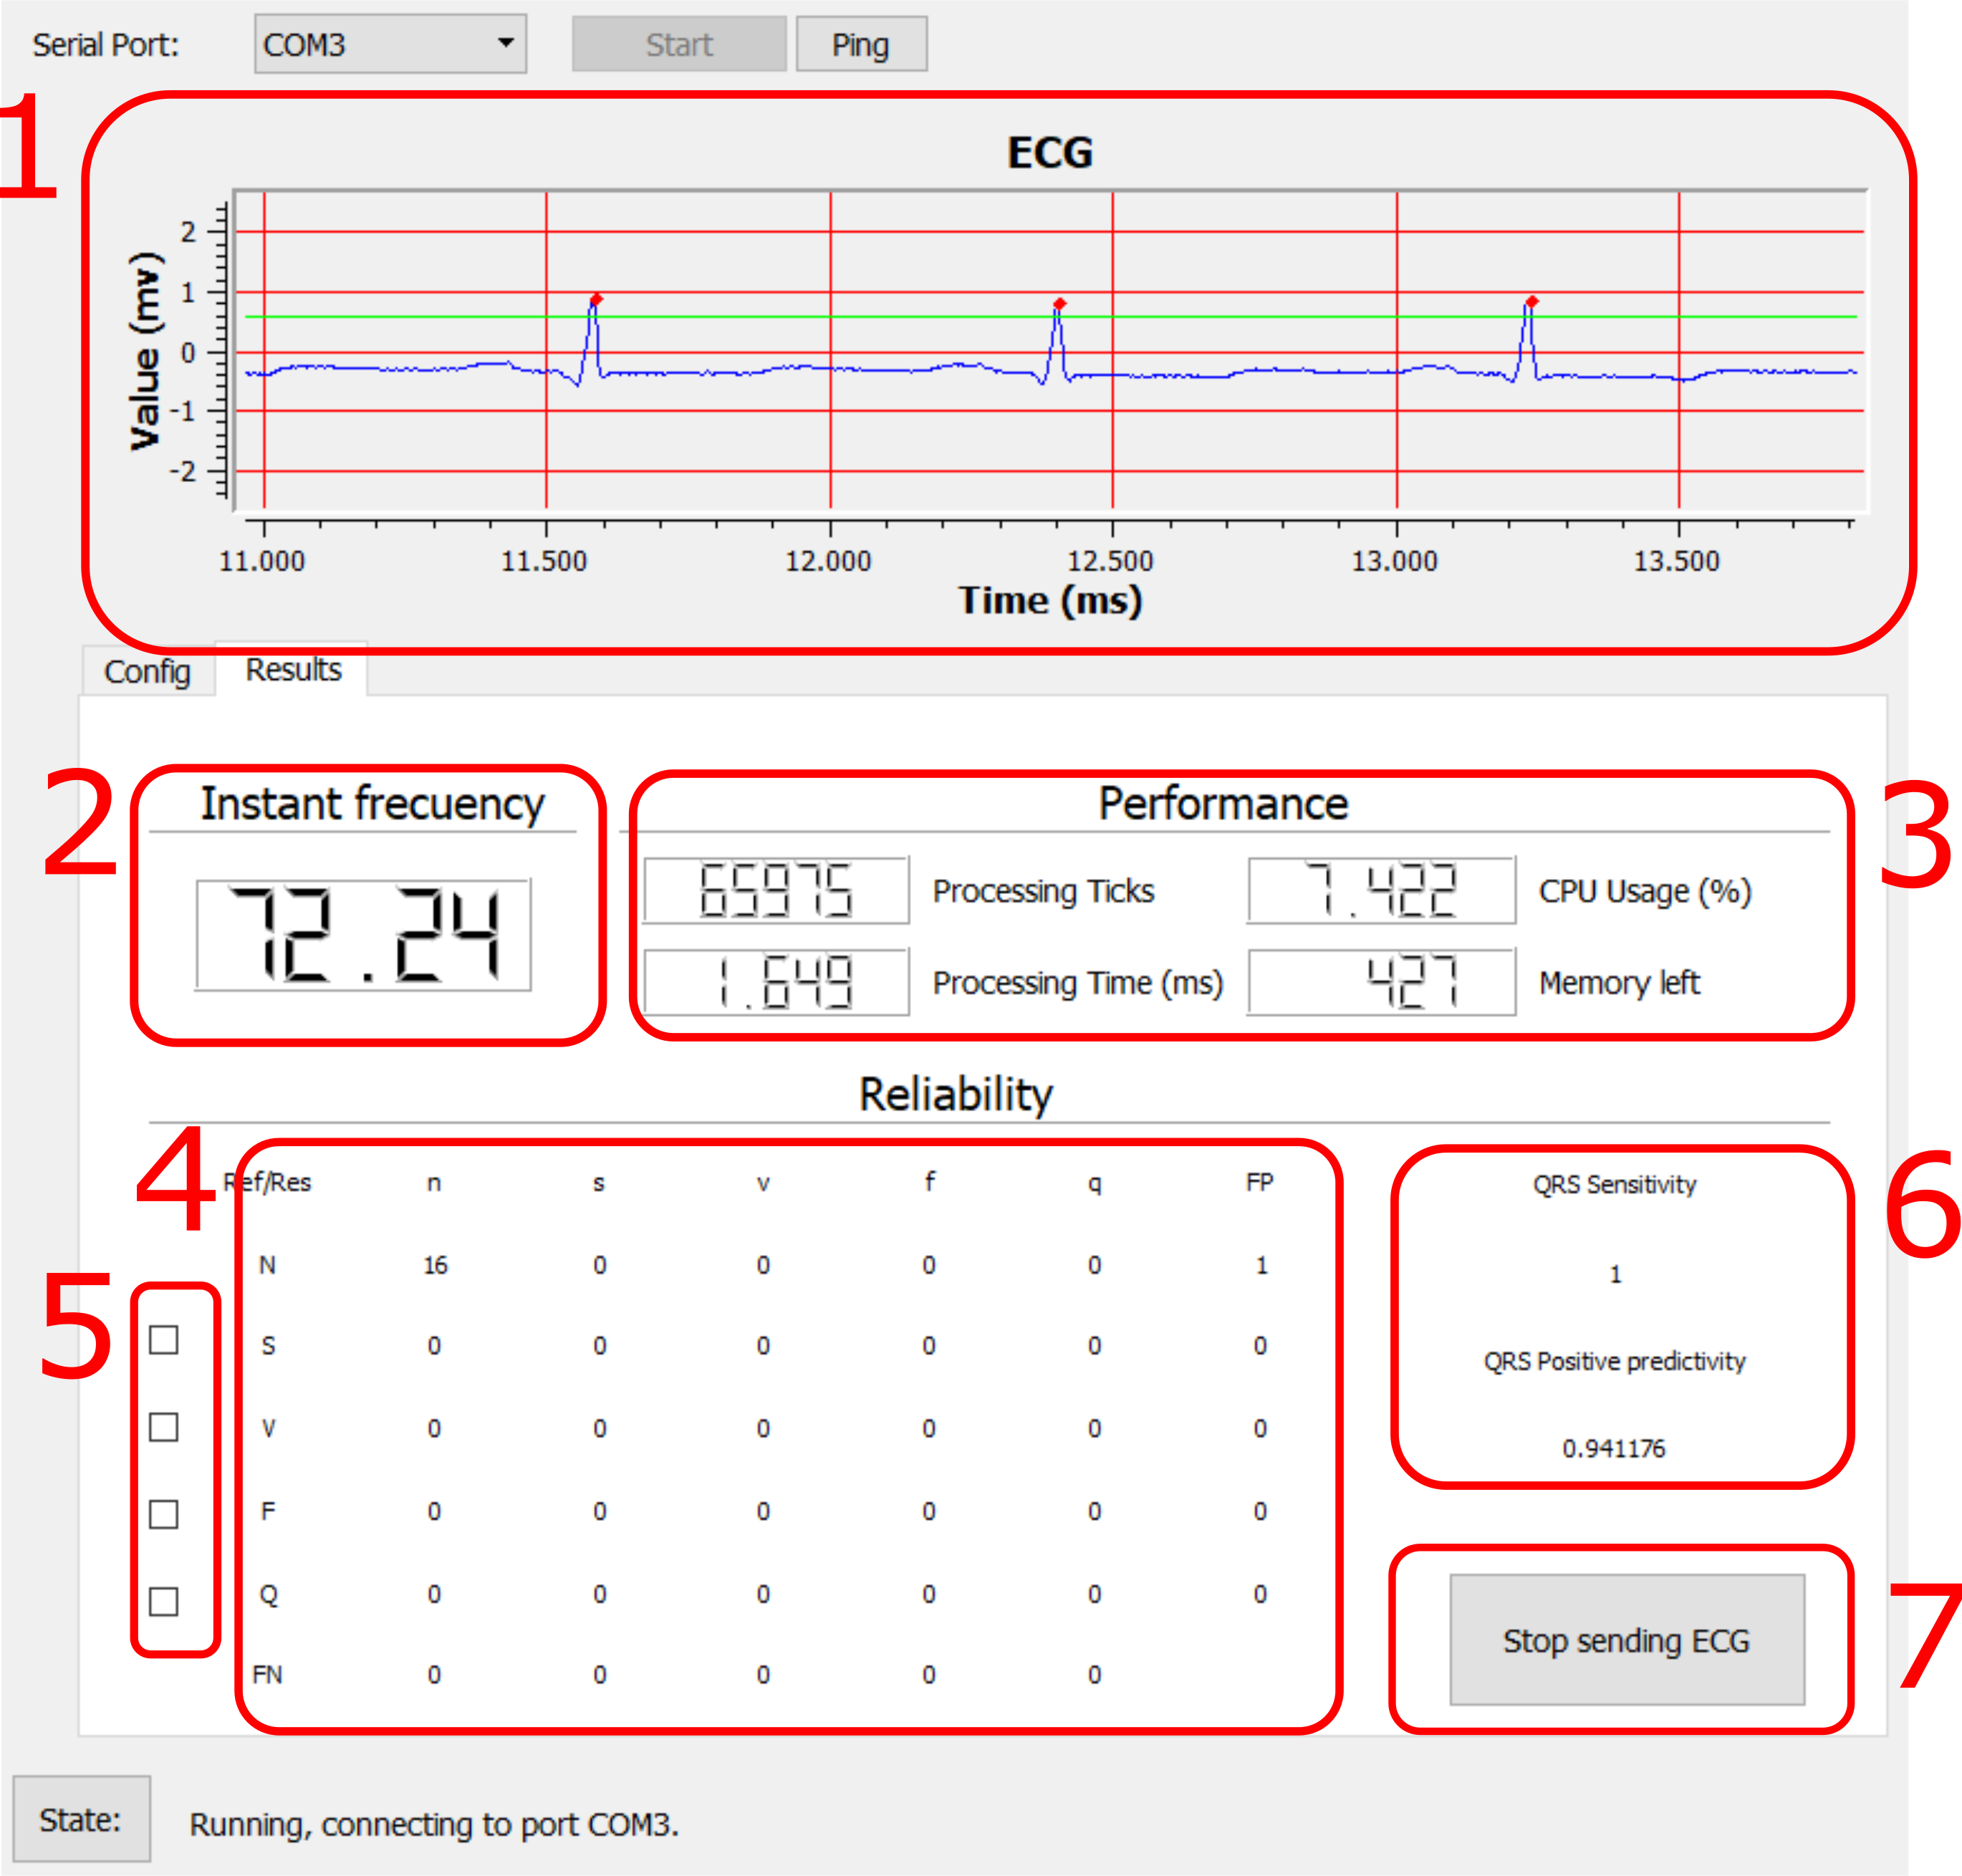 Serial Port: COM3 Start Ping
1
ECG
Value (mv)
2
1
0
-1
-2
11.000 11.500 12.000 12.500 13.000 13.500
Time (ms)
Config Results
2
Instant frecuency
72.24
3
Performance
65975 Processing Ticks 7.422 CPU Usage (%)
1.649 Processing Time (ms) 427 Memory left
Reliability
4
Ref/Res n s v f q FP
N 16 0 0 0 0 1
S 0 0 0 0 0 0
V 0 0 0 0 0 0
F 0 0 0 0 0 0
Q 0 0 0 0 0 0
FN 0 0 0 0 0
5
6
QRS Sensitivity
1
QRS Positive predictivity
0.941176
7
Stop sending ECG
State: Running, connecting to port COM3.